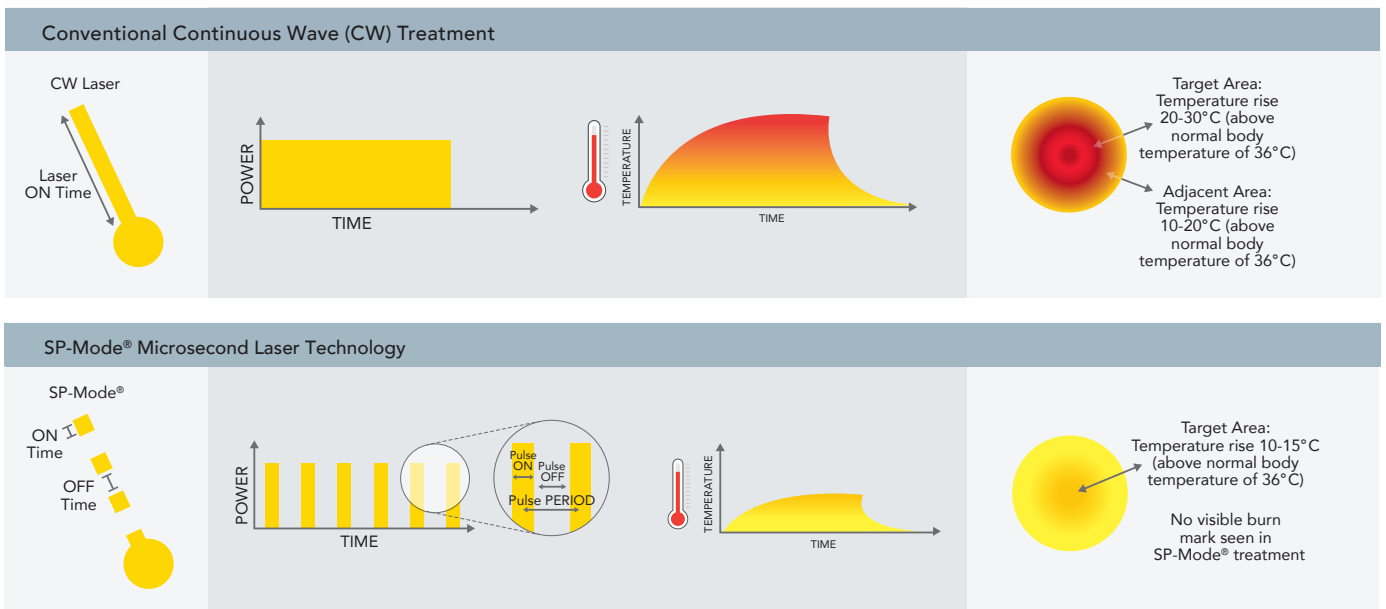 Conventional Continuous Wave (CW) Treatment
CW Laser
Laser
ON Time
POWER
TIME
TEMPERATURE
TIME
Target Area:
Temperature rise
20-30°C (above
normal body
temperature of 36°C)
Adjacent Area:
Temperature rise
10-20°C (above
normal body
temperature of 36°C)
SP-Mode® Microsecond Laser Technology
SP-Mode®
ON
Time
OFF
Time
POWER
TIME
Pulse
ON
Pulse
OFF
Pulse PERIOD
TEMPERATURE
TIME
Target Area:
Temperature rise 10-15°C
(above normal body
temperature of 36°C)
No visible burn
mark seen in
SP-Mode® treatment